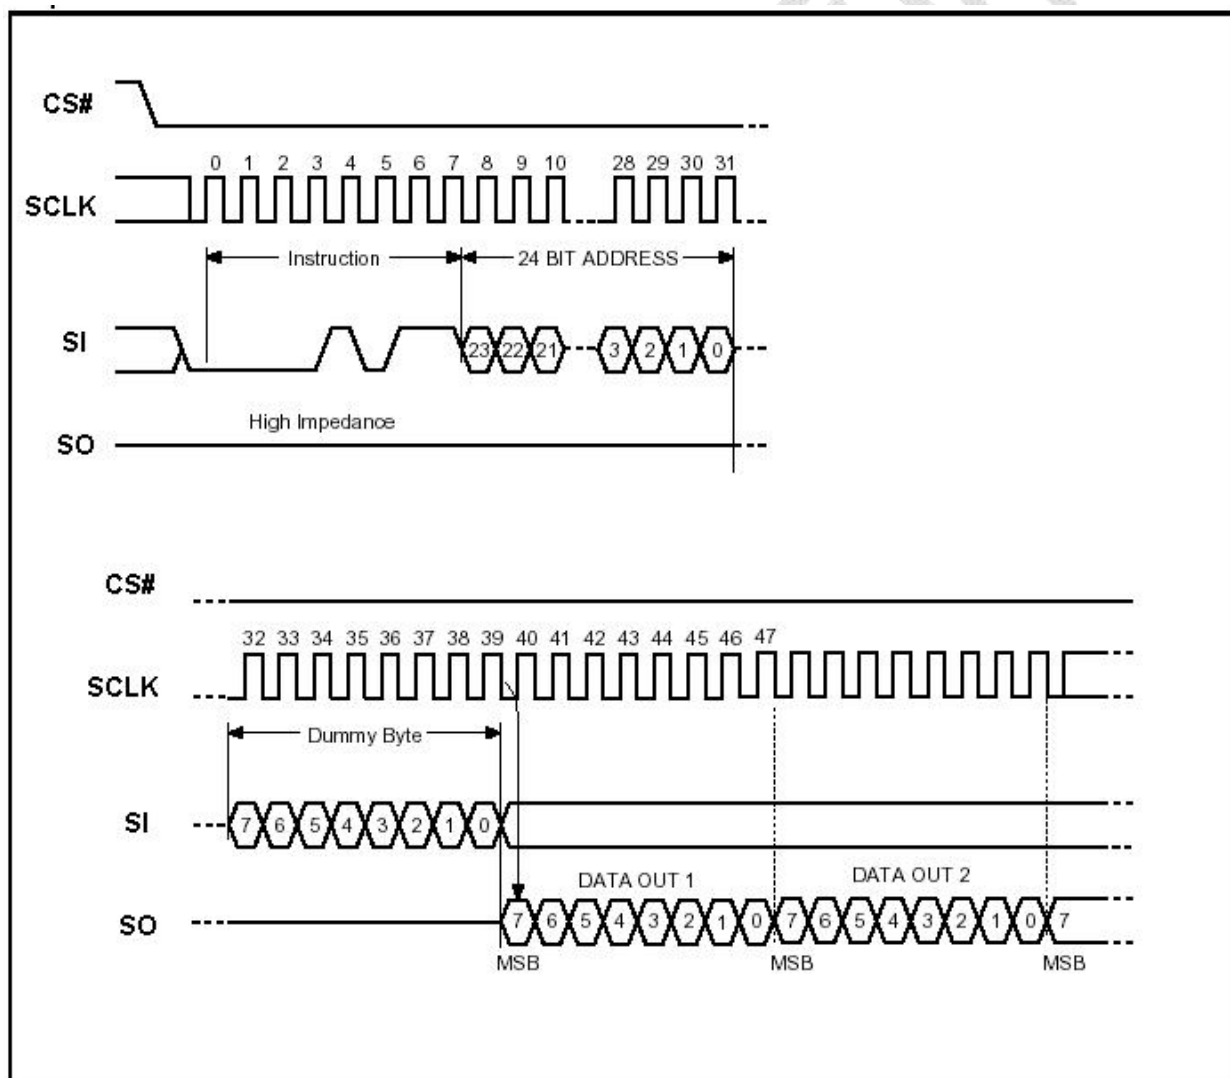 CS#
0 1 2 3 4 5 6 7 8 9 10 28 29 30 31
SCLK
Instruction 24 BIT ADDRESS
SI 23 22 21 3 2 1 0
High Impedance
SO
CS#
32 33 34 35 36 37 38 39 40 41 42 43 44 45 46 47
SCLK
Dummy Byte
SI 7 6 5 4 3 2 1 0
DATA OUT 1 DATA OUT 2
SO 7 6 5 4 3 2 1 0 7 6 5 4 3 2 1 0 7
MSB MSB MSB